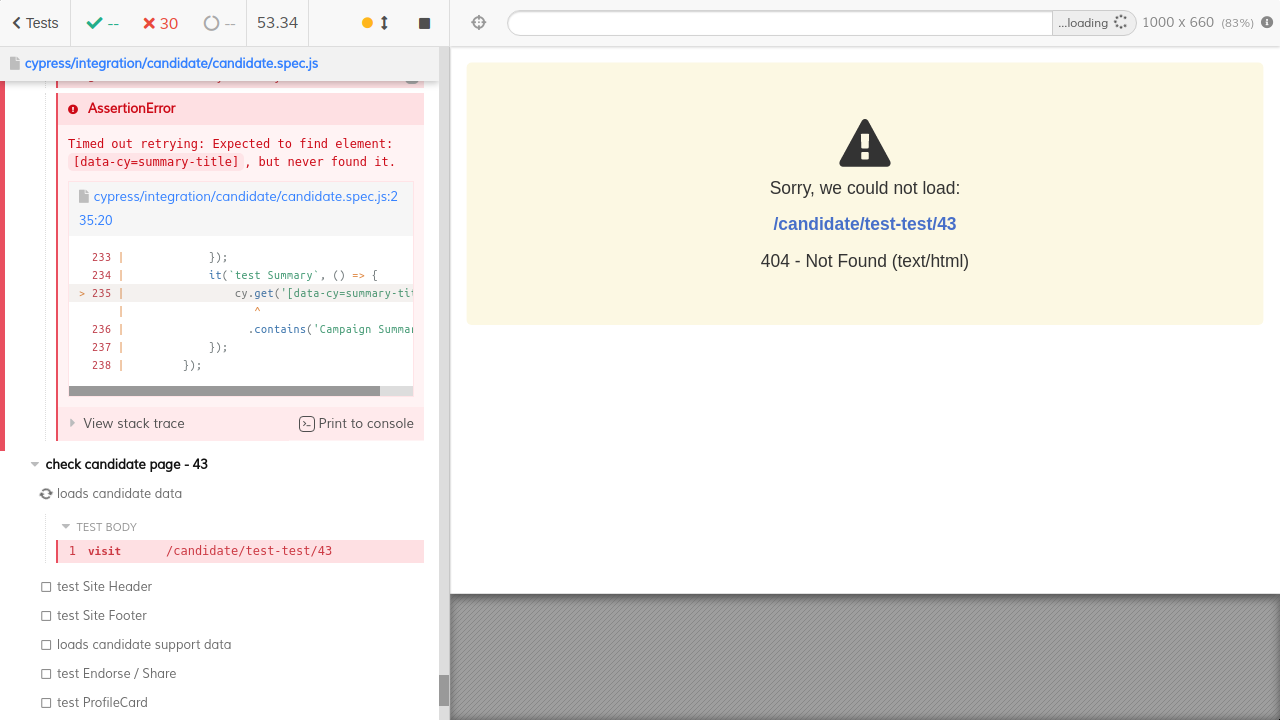 Tests
--
30
--
53.34
...loading
1000 x 660 (83%)
cypress/integration/candidate/candidate.spec.js
AssertionError
Timed out retrying: Expected to find element:
[data-cy=summary-title], but never found it.
cypress/integration/candidate/candidate.spec.js:2
35:20
233 | });
234 | it(`test Summary`, () => {
> 235 | cy.get('[data-cy=summary-tit
| ^
236 | .contains('Campaign Summar
237 | });
238 | });
View stack trace
Print to console
check candidate page - 43
loads candidate data
TEST BODY
1 visit /candidate/test-test/43
test Site Header
test Site Footer
loads candidate support data
test Endorse / Share
test ProfileCard
Sorry, we could not load:
/candidate/test-test/43
404 - Not Found (text/html)